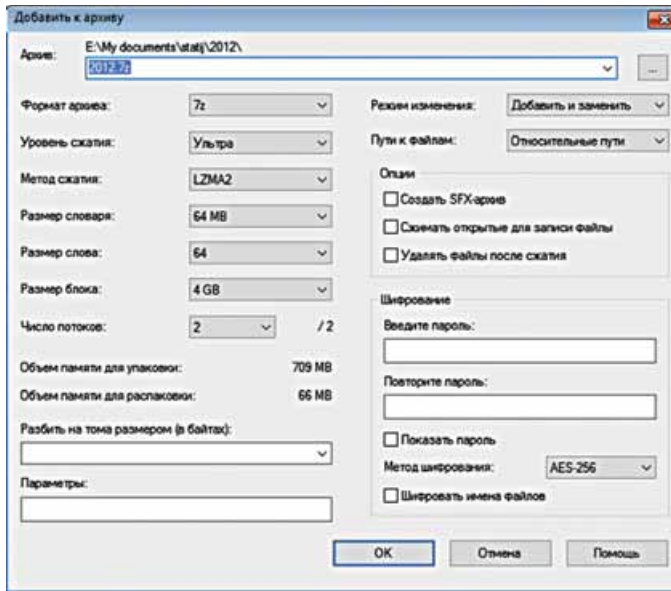 Добавить к архиву
Архив:
E:\My documents\statij\2012\
2012.7z
...
Формат архива:
7z
Уровень сжатия:
Ультра
Метод сжатия:
LZMA2
Размер словаря:
64 MB
Размер слова:
64
Размер блока:
4 GB
Число потоков:
2
/ 2
Объем памяти для упаковки:
709 MB
Объем памяти для распаковки:
66 MB
Разбить на тома размером (в байтах):
Параметры:
Режим изменения:
Добавить и заменить
Пути к файлам:
Относительные пути
Опции
Создать SFX-архив
Сжимать открытые для записи файлы
Удалять файлы после сжатия
Шифрование
Введите пароль:
Повторите пароль:
Показать пароль
Метод шифрования:
AES-256
Шифровать имена файлов
OK
Отмена
Помощь